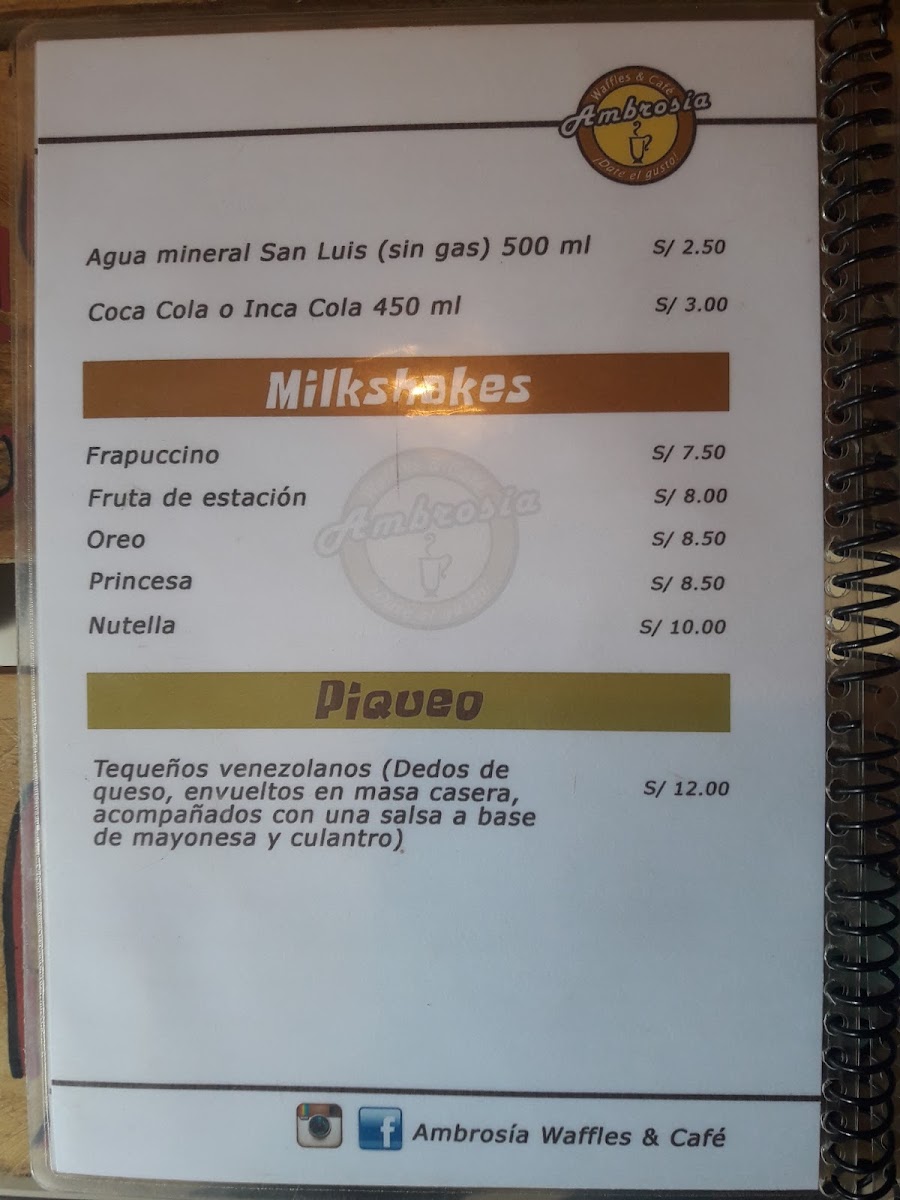 Waffles & Café
Ambrosía
¡Date el gusto!
Agua mineral San Luis (sin gas) 500 ml S/ 2.50
Coca Cola o Inca Cola 450 ml S/ 3.00
Milkshakes
Frapuccino S/ 7.50
Fruta de estación S/ 8.00
Oreo S/ 8.50
Princesa S/ 8.50
Nutella S/ 10.00
Ambrosía
Piqueo
Tequeños venezolanos (Dedos de
queso, envueltos en masa casera, S/ 12.00
acompañados con una salsa a base
de mayonesa y culantro)
Ambrosía Waffles & Café